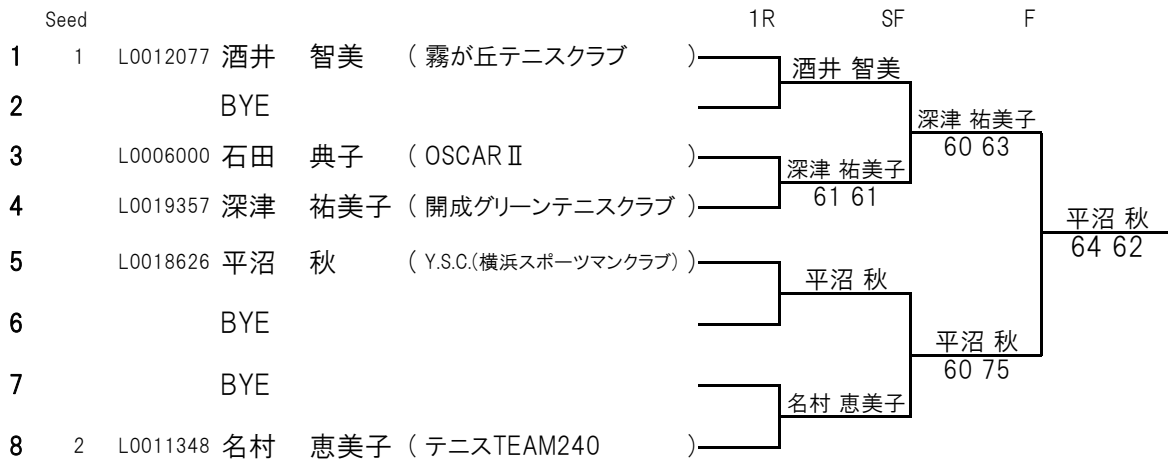 Seed 1R SF F
1 1 L0012077 酒井 智美 ( 霧が丘テニスクラブ )
酒井 智美
2 BYE
深津 祐美子
60 63
3 L0006000 石田 典子 ( OSCARⅡ )
深津 祐美子
61 61
4 L0019357 深津 祐美子 ( 開成グリーンテニスクラブ )
平沼 秋
64 62
5 L0018626 平沼 秋 ( Y.S.C.(横浜スポーツマンクラブ) )
平沼 秋
6 BYE
平沼 秋
60 75
7 BYE
名村 恵美子
8 2 L0011348 名村 恵美子 ( テニスTEAM240 )